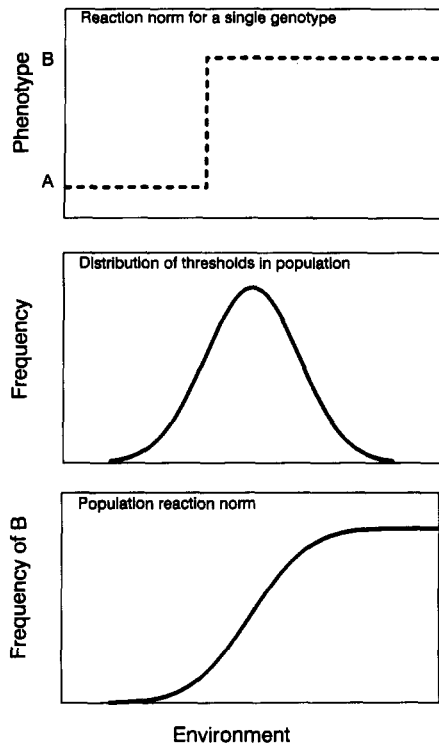 Reaction norm for a single genotype
B
Phenotype
A
Distribution of thresholds in population
Frequency
Population reaction norm
Frequency of B
Environment